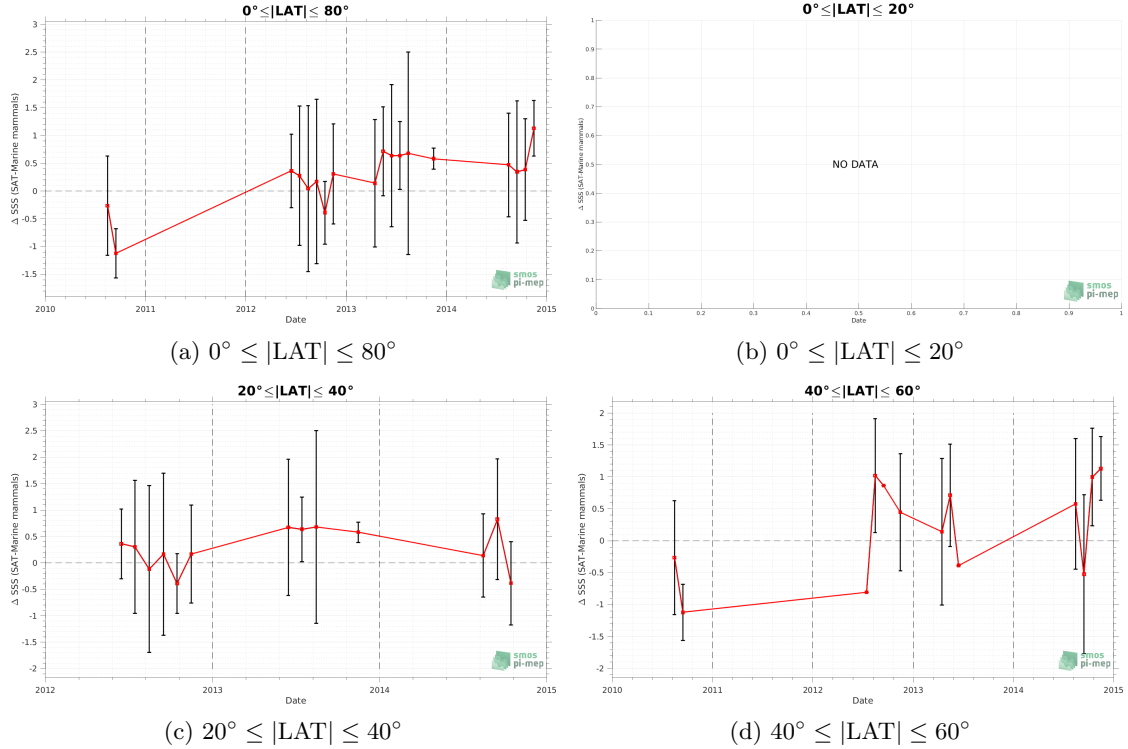 0°≤|LAT|≤ 80°
3
2.5
2
1.5
1
0.5
0
-0.5
-1
-1.5
Δ SSS (SAT-Marine mammals)
2010 2011 2012 2013 2014 2015
Date
smos
pi-mep
(a) 0° ≤ |LAT| ≤ 80°
0°≤|LAT|≤ 20°
1
0.9
0.8
0.7
0.6
0.5
0.4
0.3
0.2
0.1
0
Δ SSS (SAT-Marine mammals)
NO DATA
0 0.1 0.2 0.3 0.4 0.5 0.6 0.7 0.8 0.9 1
Date
smos
pi-mep
(b) 0° ≤ |LAT| ≤ 20°
20°≤|LAT|≤ 40°
3
2.5
2
1.5
1
0.5
0
-0.5
-1
-1.5
-2
Δ SSS (SAT-Marine mammals)
2012 2013 2014 2015
Date
smos
pi-mep
(c) 20° ≤ |LAT| ≤ 40°
40°≤|LAT|≤ 60°
2
1.5
1
0.5
0
-0.5
-1
-1.5
-2
Δ SSS (SAT-Marine mammals)
2010 2011 2012 2013 2014 2015
Date
smos
pi-mep
(d) 40° ≤ |LAT| ≤ 60°